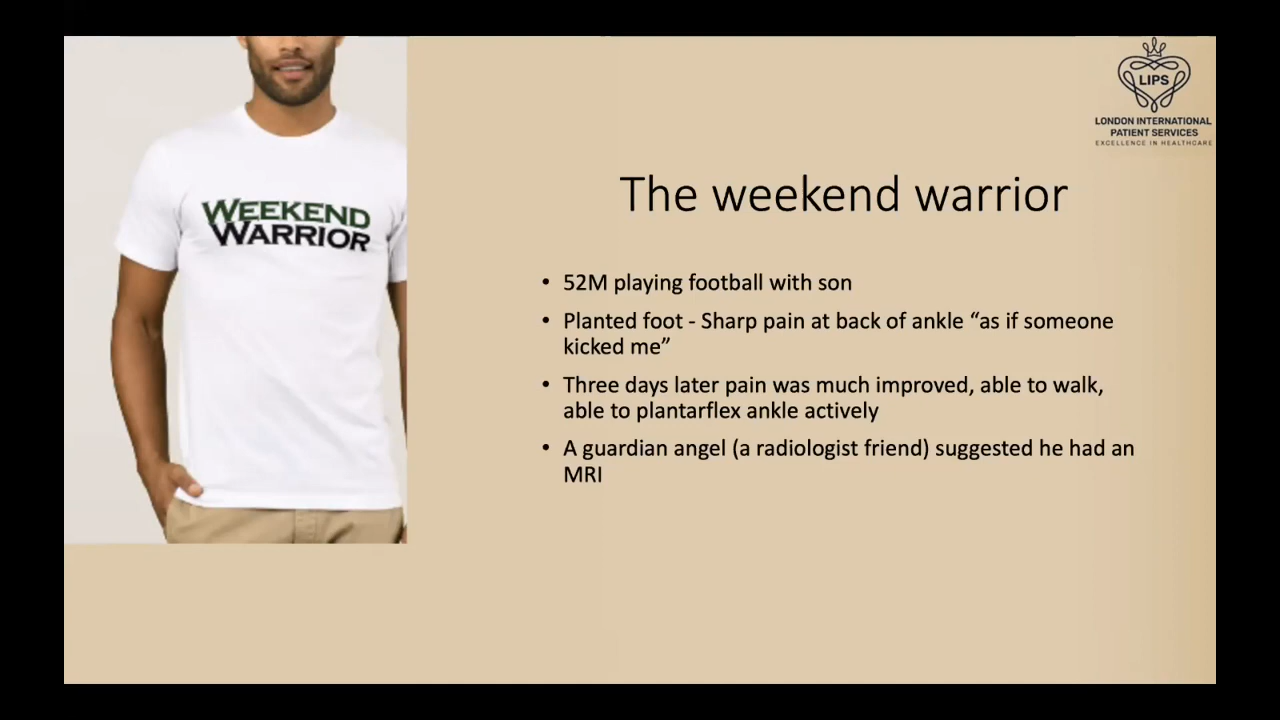 LIPS
LONDON INTERNATIONAL
PATIENT SERVICES
EXCELLENCE IN HEALTHCARE
WEEKEND
WARRIOR
The weekend warrior
• 52M playing football with son
• Planted foot - Sharp pain at back of ankle “as if someone
kicked me”
• Three days later pain was much improved, able to walk,
able to plantarflex ankle actively
• A guardian angel (a radiologist friend) suggested he had an
MRI